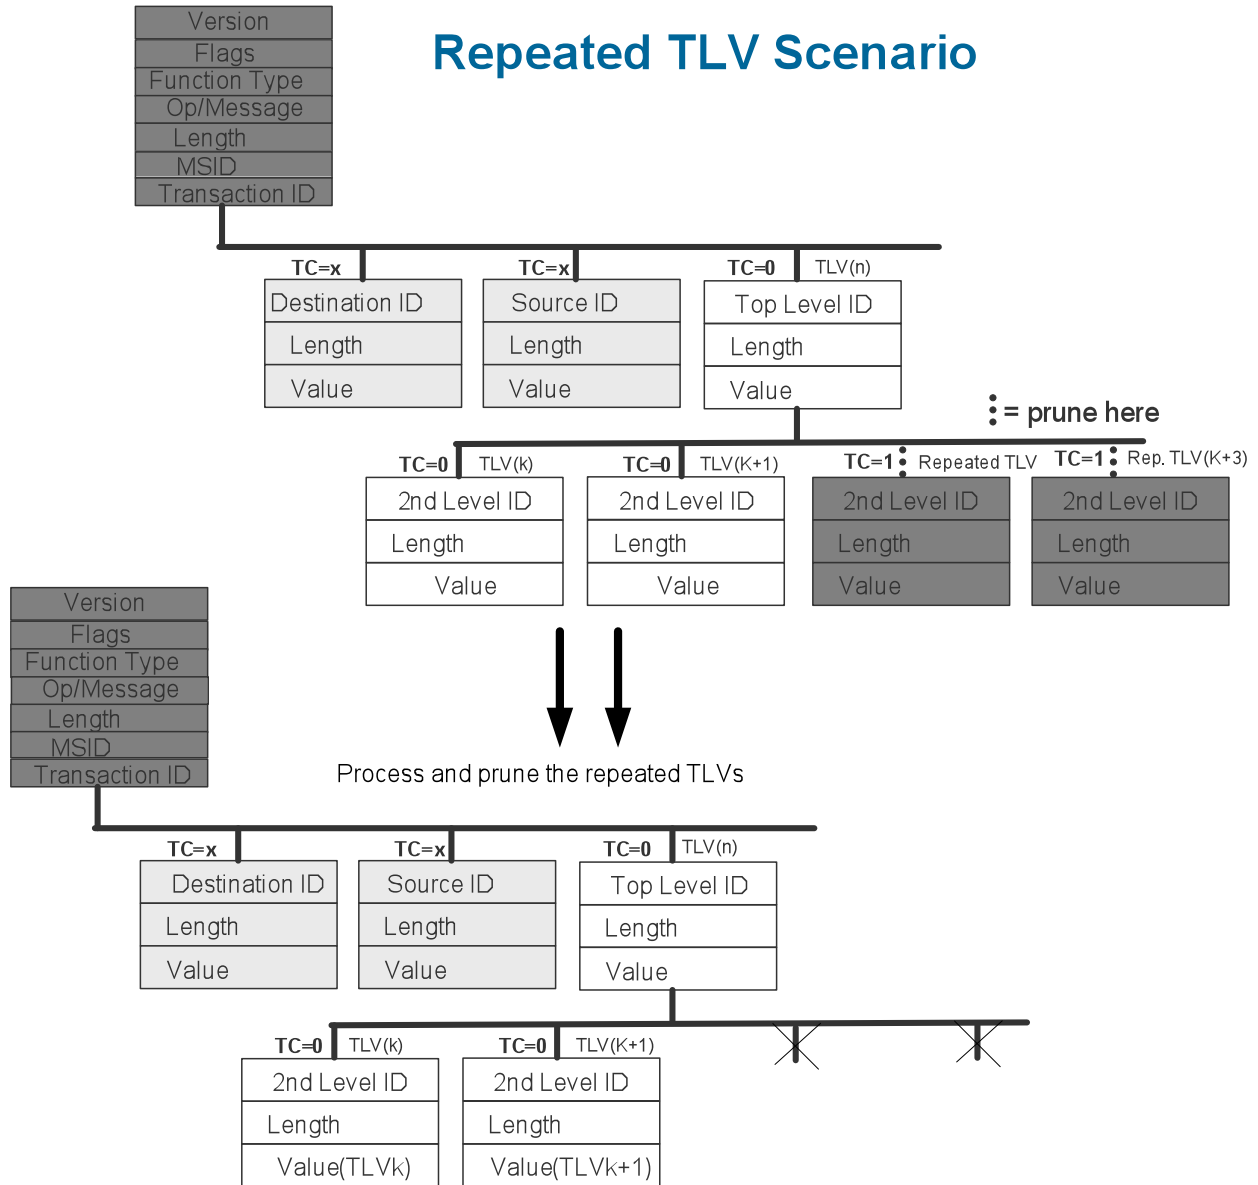 Repeated TLV Scenario
Version
Flags
Function Type
Op/Message
Length
MSID
Transaction ID
TC=x
TC=x
TC=0 TLV(n)
Destination ID
Length
Value
Source ID
Length
Value
Top Level ID
Length
Value
= prune here
TC=0 TLV(k)
TC=0 TLV(K+1)
TC=1 Repeated TLV
TC=1 Rep. TLV(K+3)
2nd Level ID
Length
Value
2nd Level ID
Length
Value
2nd Level ID
Length
Value
2nd Level ID
Length
Value
Process and prune the repeated TLVs
Version
Flags
Function Type
Op/Message
Length
MSID
Transaction ID
TC=x
TC=x
TC=0 TLV(n)
Destination ID
Length
Value
Source ID
Length
Value
Top Level ID
Length
Value
TC=0 TLV(k)
TC=0 TLV(K+1)
2nd Level ID
Length
Value(TLVk)
2nd Level ID
Length
Value(TLVk+1)